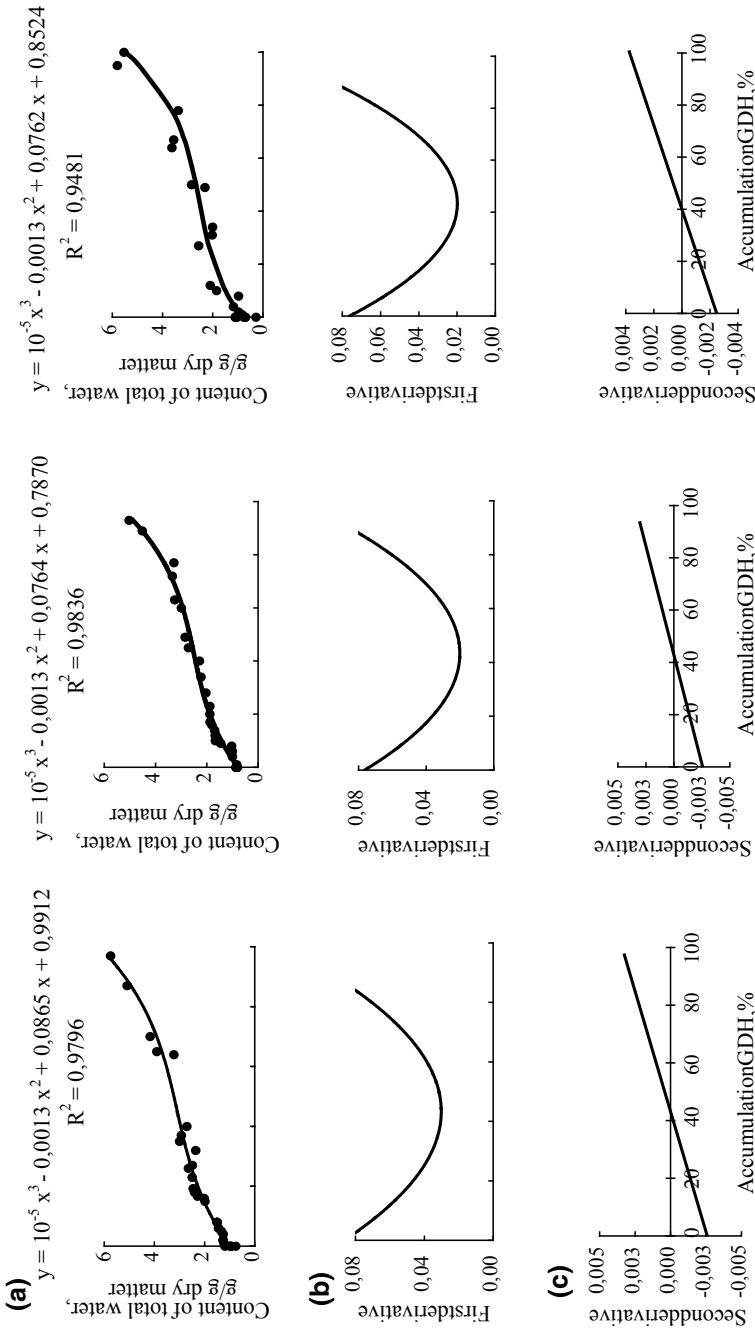 (a)
y = 10⁻⁵ x³ - 0,0013 x² + 0,0865 x + 0,9912
R² = 0,9796
Content of total water,
g/g dry matter
6
4
2
0
y = 10⁻⁵ x³ - 0,0013 x² + 0,0764 x + 0,7870
R² = 0,9836
Content of total water,
g/g dry matter
6
4
2
0
y = 10⁻⁵ x³ - 0,0013 x² + 0,0762 x + 0,8524
R² = 0,9481
Content of total water,
g/g dry matter
6
4
2
0
(b)
Firstderivative
0,08
0,04
0,00
Firstderivative
0,08
0,04
0,00
Firstderivative
0,08
0,06
0,04
0,02
0,00
(c)
Secondderivative
0,005
0,003
0,000
-0,003
-0,005
0 20 40 60 80 100
AccumulationGDH,%
Secondderivative
0,005
0,003
0,000
-0,003
-0,005
0 20 40 60 80 100
AccumulationGDH,%
Secondderivative
0,004
0,002
0,000
-0,002
-0,004
0 20 40 60 80 100
AccumulationGDH,%